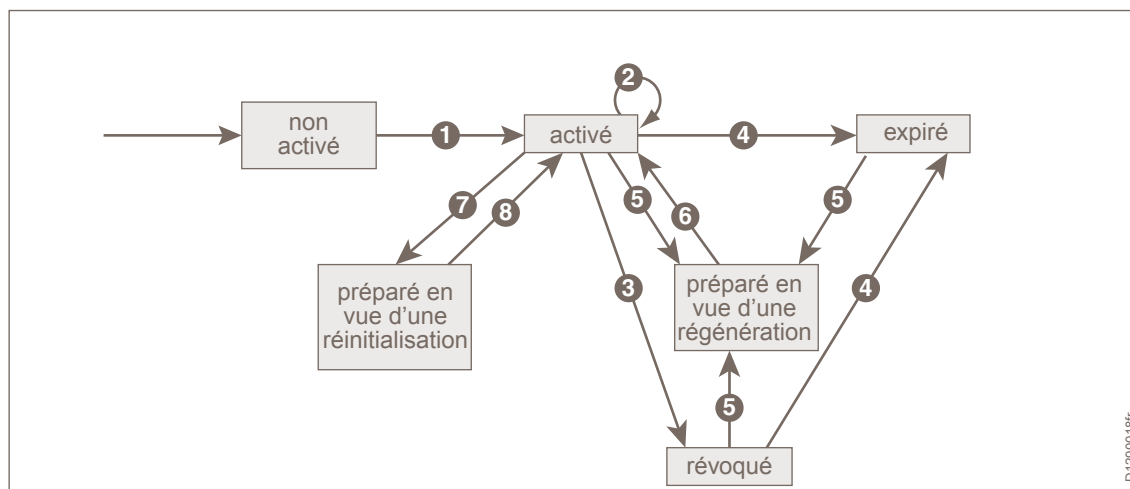 2
non
activé
1
activé
4
expiré
7
8
5
6
5
préparé en
vue d’une
réinitialisation
3
préparé en
vue d’une
régénération
4
5
révoqué